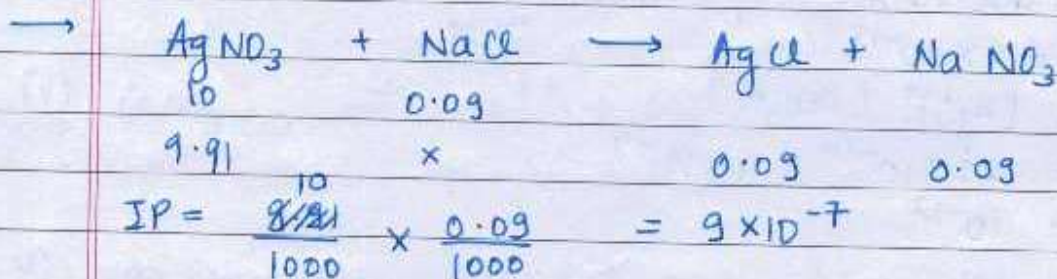 → AgNO₃ + NaCl → AgCl + NaNO₃
10 0.09
9.91 × 0.09 0.09
IP = 10/1000 × 0.09/1000 = 9×10⁻⁷